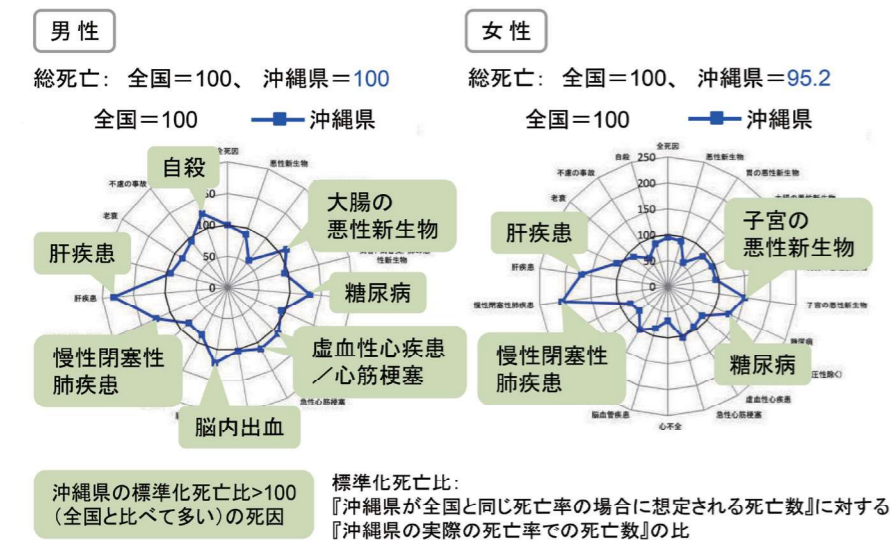 男性
総死亡： 全国＝100、 沖縄県＝100
全国＝100
沖縄県
全死因
悪性新生物
不慮の事故
老衰
肝疾患
急性心筋梗塞
100
50
0
自殺
大腸の
悪性新生物
肝疾患
糖尿病
慢性閉塞性
肺疾患
虚血性心疾患
／心筋梗塞
脳内出血
女性
総死亡： 全国＝100、 沖縄県＝95.2
全国＝100
沖縄県
全死因
悪性新生物
胃の悪性新生物
子宮の悪性新生物
糖尿病
虚血性心疾患
急性心筋梗塞
心不全
脳血管疾患
慢性閉塞性肺疾患
肝疾患
老衰
不慮の事故
自殺
250
200
150
100
50
0
肝疾患
子宮の
悪性新生物
慢性閉塞性
肺疾患
糖尿病
沖縄県の標準化死亡比>100
（全国と比べて多い）の死因
標準化死亡比：
『沖縄県が全国と同じ死亡率の場合に想定される死亡数』に対する
『沖縄県の実際の死亡率での死亡数』の比